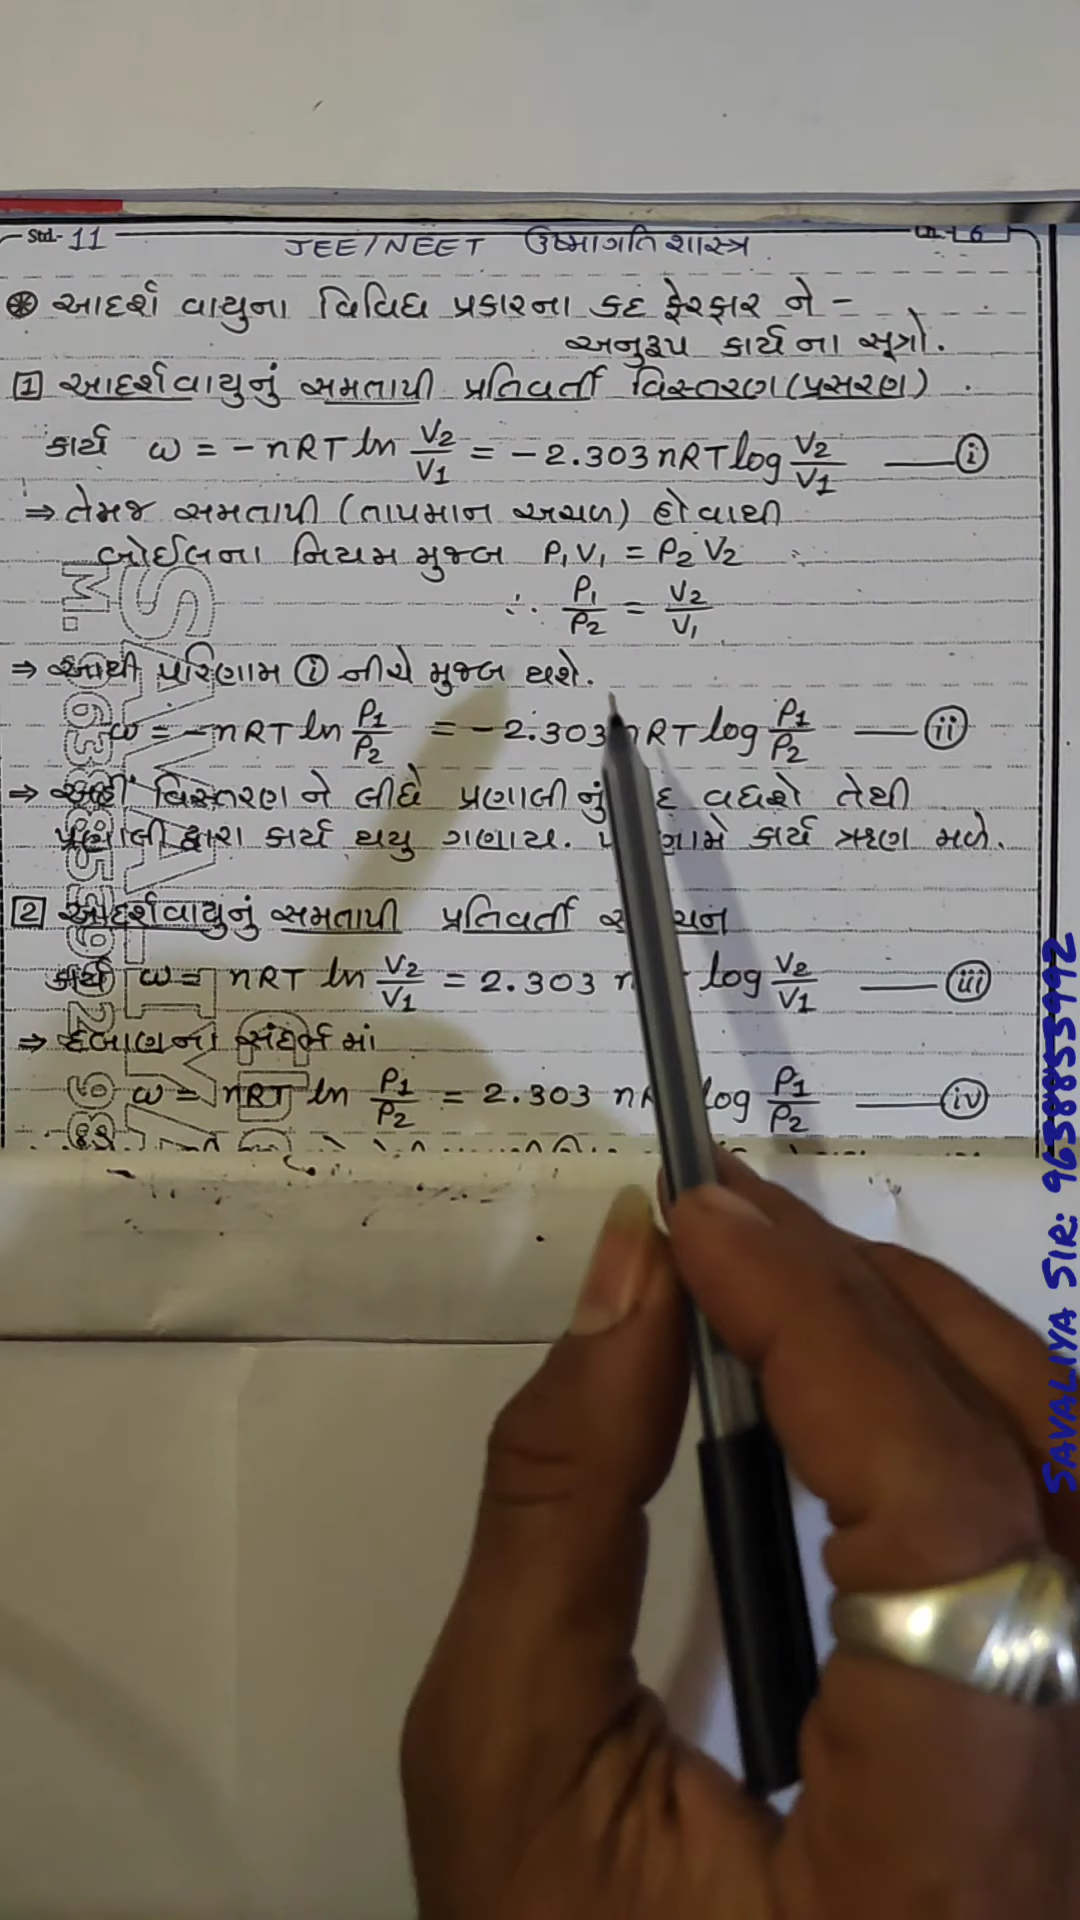 Std.- 11
JEE/NEET ઉષ્માગતિશાસ્ત્ર
6
આદર્શ વાયુના વિવિધ પ્રકારના કદ ફેરફાર ને -
અનુરૂપ કાર્ય ના સૂત્રો.
1 આદર્શવાયુનું સમતાપી પ્રતિવર્તી વિસ્તરણ (પ્રસરણ)
કાર્ય ω = - nRT ln V2/V1 = - 2.303 nRT log V2/V1 —— (i)
⇒ તેમજ સમતાપી (તાપમાન અચળ) હોવાથી
બોઈલના નિયમ મુજબ P1V1 = P2V2
∴ P1/P2 = V2/V1
⇒ આથી પરિણામ (i) નીચે મુજબ થશે.
ω = - nRT ln P1/P2 = - 2.303 nRT log P1/P2 —— (ii)
⇒ અહીં વિસ્તરણ ને લીધે પ્રણાલીનું વધશે તેથી
પ્રણાલી દ્વારા કાર્ય થયુ ગણાય. કાર્ય ઋણ મળે.
2 આદર્શવાયુનું સમતાપી પ્રતિવર્તી
કાર્ય ω = nRT ln V2/V1 = 2.303 n log V2/V1 —— (iii)
⇒ દબાણના સંદર્ભ માં
ω = nRT ln P1/P2 = 2.303 nR log P1/P2 —— (iv)
SAVALIYA SIR: 9638855992